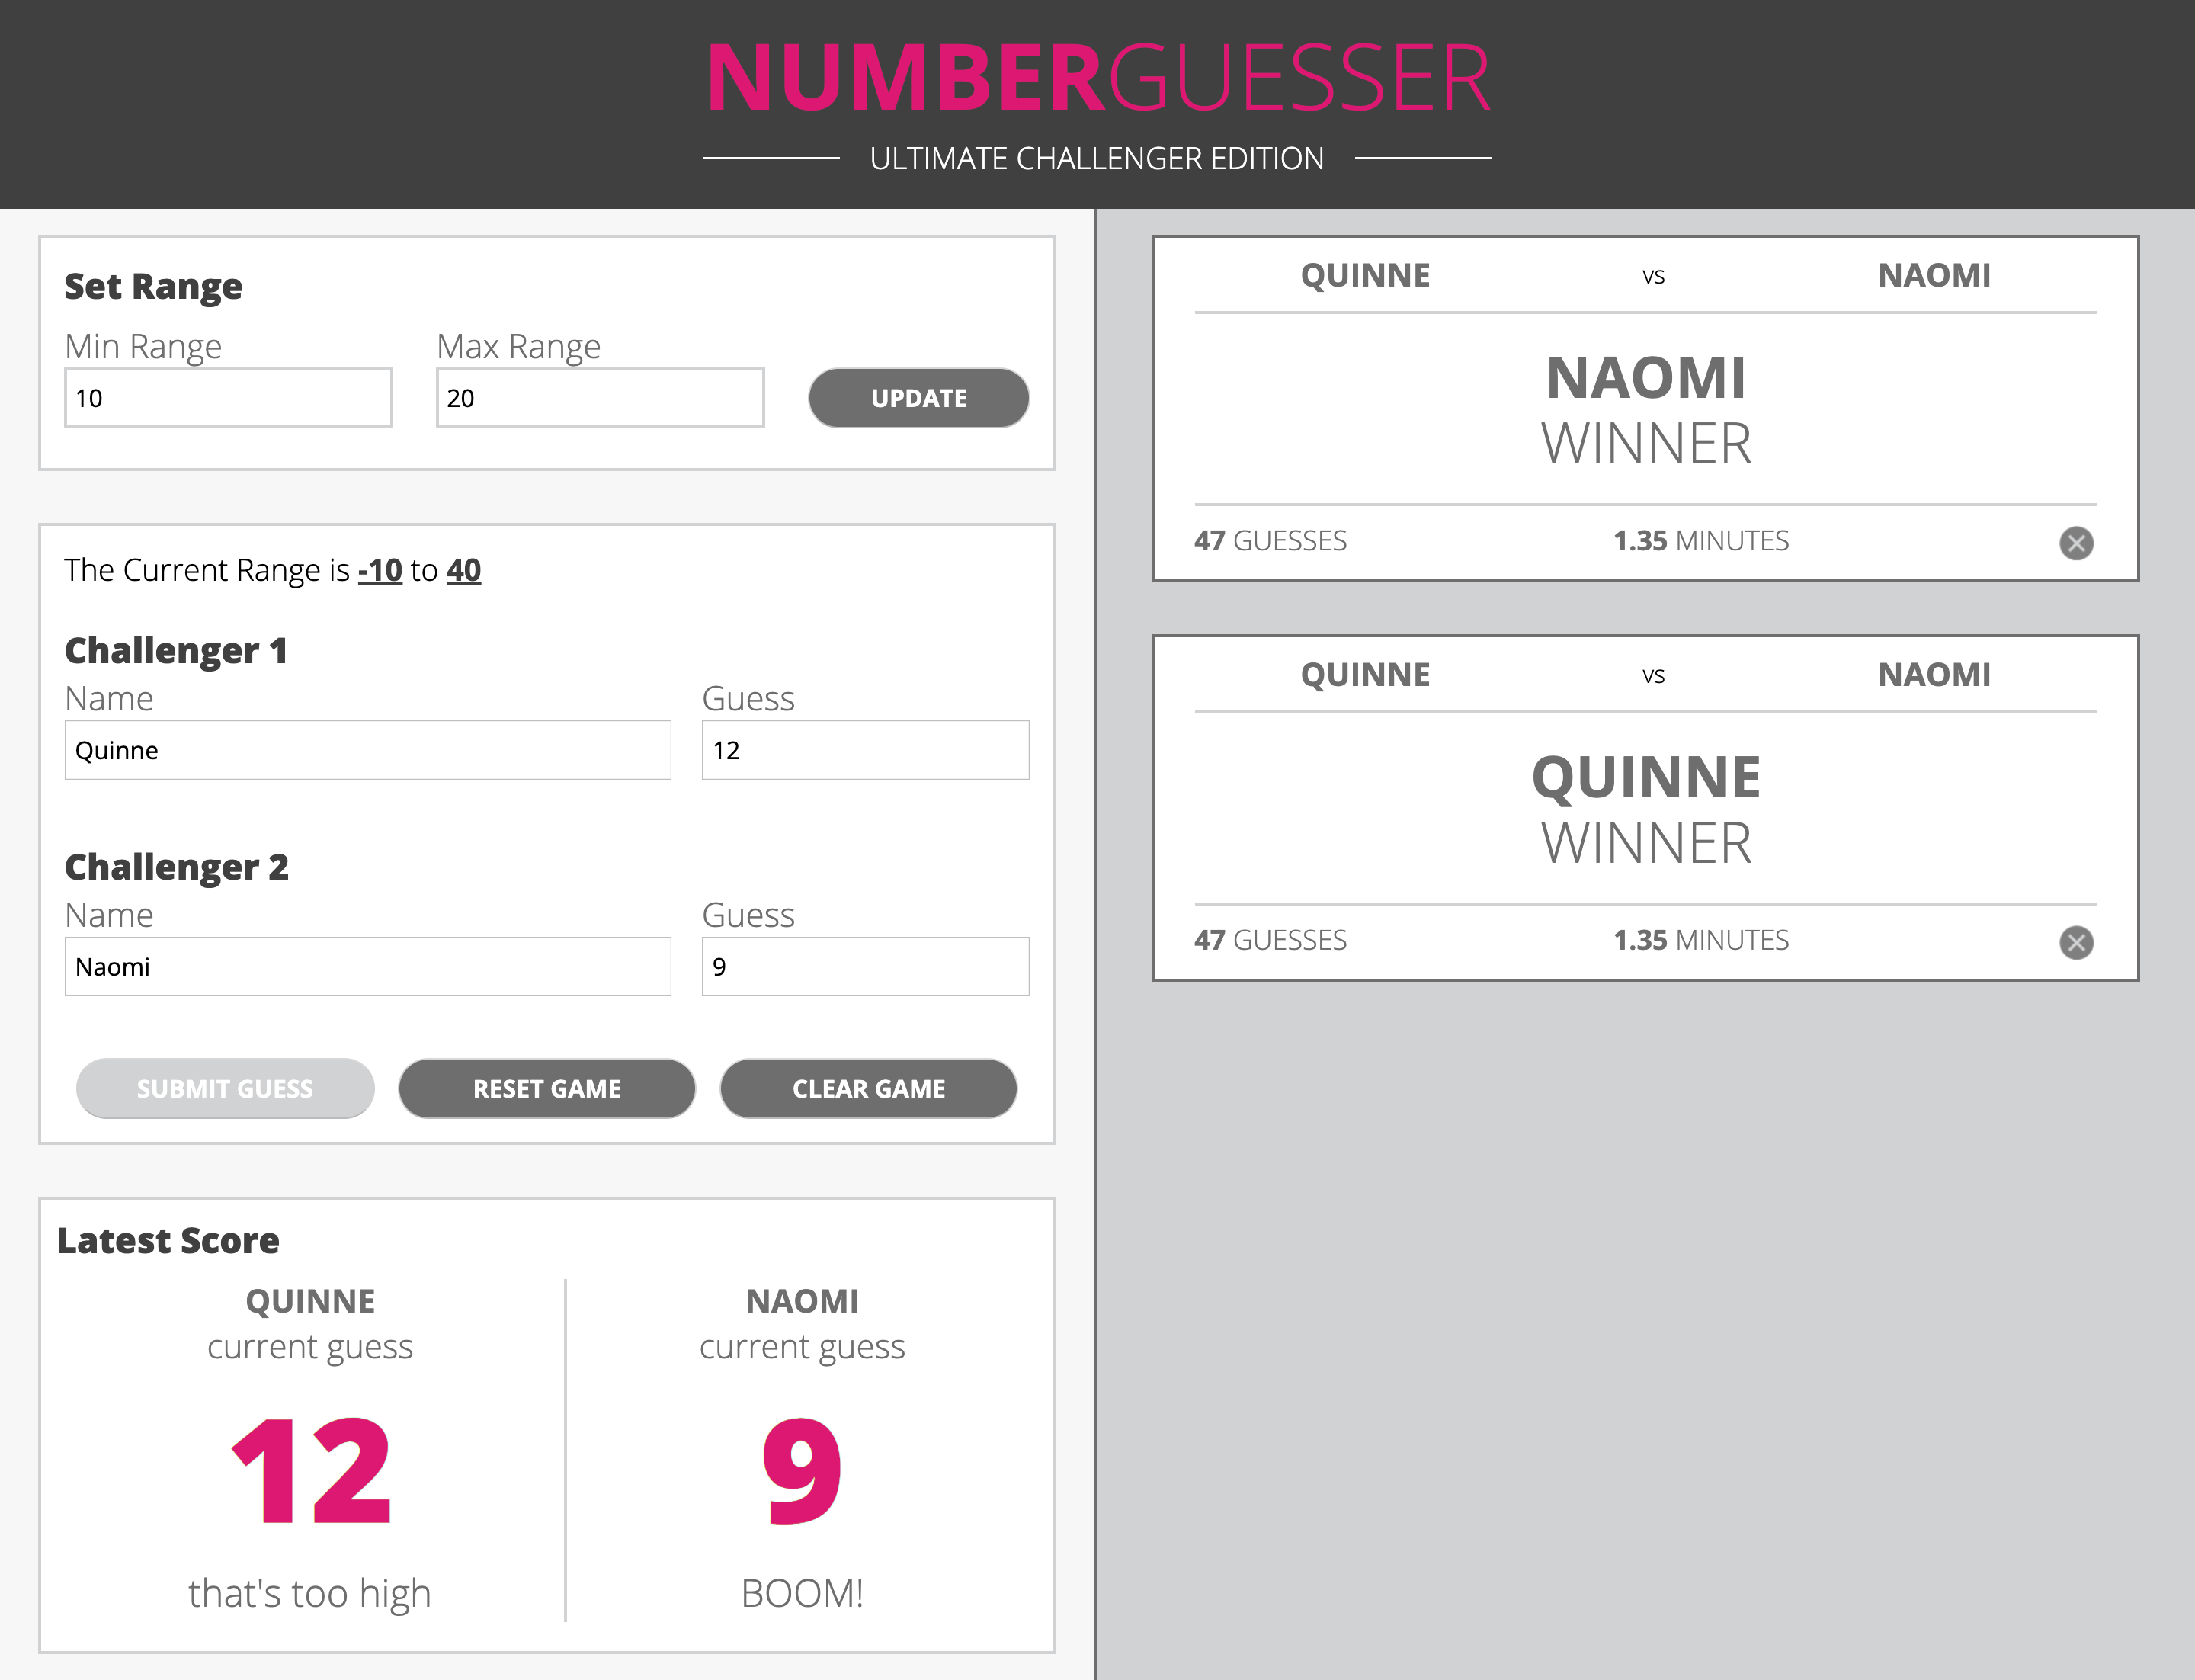 NUMBERGUESSER
ULTIMATE CHALLENGER EDITION
Set Range
Min Range Max Range
10 20 UPDATE
The Current Range is -10 to 40
Challenger 1
Name Guess
Quinne 12
Challenger 2
Name Guess
Naomi 9
SUBMIT GUESS RESET GAME CLEAR GAME
Latest Score
QUINNE NAOMI
current guess current guess
12 9
that's too high BOOM!
QUINNE vs NAOMI
NAOMI
WINNER
47 GUESSES 1.35 MINUTES
QUINNE vs NAOMI
QUINNE
WINNER
47 GUESSES 1.35 MINUTES